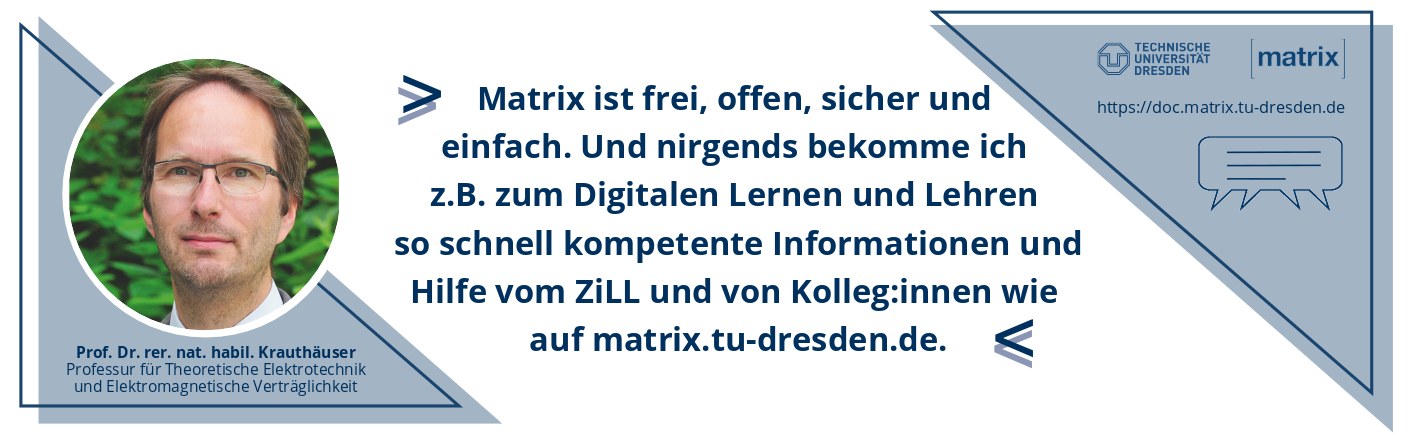 Matrix ist frei, offen, sicher und
einfach. Und nirgends bekomme ich
z.B. zum Digitalen Lernen und Lehren
so schnell kompetente Informationen und
Hilfe vom ZiLL und von Kolleg:innen wie
auf matrix.tu-dresden.de.
Prof. Dr. rer. nat. habil. Krauthäuser
Professur für Theoretische Elektrotechnik
und Elektromagnetische Verträglichkeit
TECHNISCHE
UNIVERSITÄT
DRESDEN
[matrix]
https://doc.matrix.tu-dresden.de